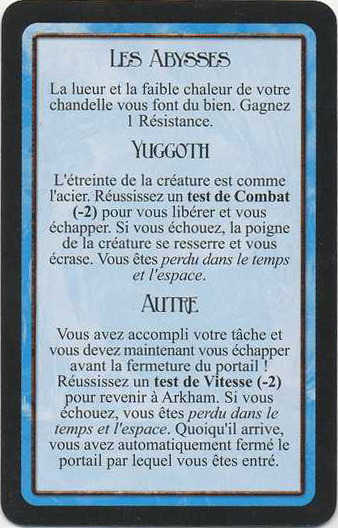 Les Abysses
La lueur et la faible chaleur de votre
chandelle vous font du bien. Gagnez
1 Résistance.
Yuggoth
L'étreinte de la créature est comme
l'acier. Réussissez un test de Combat
(-2) pour vous libérer et vous
échapper. Si vous échouez, la poigne
de la créature se resserre et vous
écrase. Vous êtes perdu dans le temps
et l'espace.
Autre
Vous avez accompli votre tâche et
vous devez maintenant vous échapper
avant la fermeture du portail !
Réussissez un test de Vitesse (-2)
pour revenir à Arkham. Si vous
échouez, vous êtes perdu dans le
temps et l'espace. Quoiqu'il arrive,
vous avez automatiquement fermé le
portail par lequel vous êtes entré.